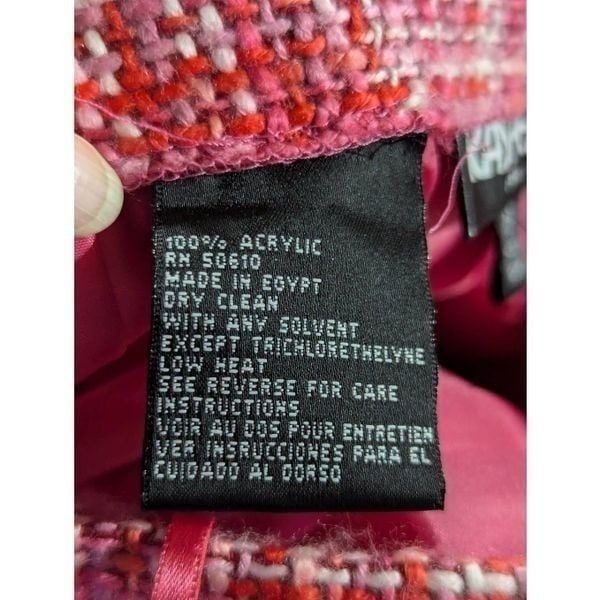 100% ACRYLIC
RN 50610
MADE IN EGYPT
DRY CLEAN
WITH ANY SOLVENT
EXCEPT TRICHLORETHELYNE
LOW HEAT
SEE REVERSE FOR CARE
INSTRUCTIONS
VOIR AU DOS POUR ENTRETIEN
VER INSRUCCIONES PARA EL
CUIDADO AL DORSO